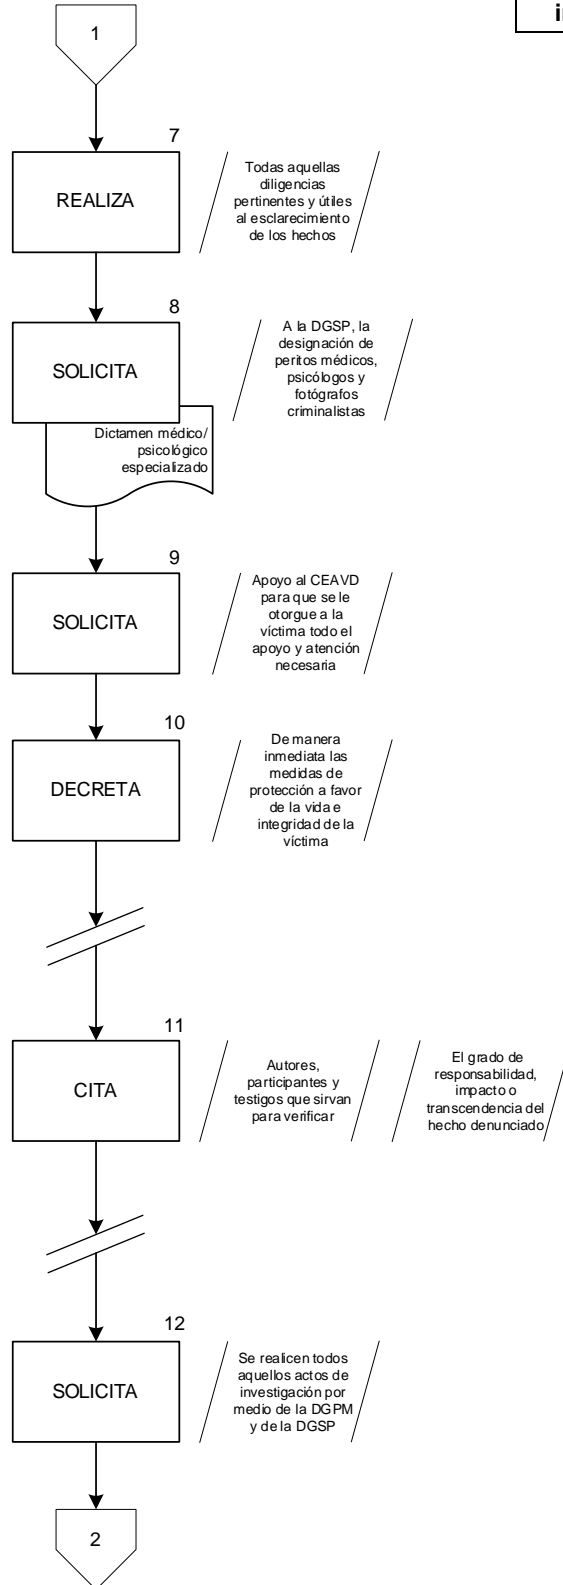 1
7
REALIZA
Todas aquellas
diligencias
pertinentes y útiles
al esclarecimiento
de los hechos
8
SOLICITA
A la DGSP, la
designación de
peritos médicos,
psicólogos y
fotógrafos
criminalistas
Dictamen médico/
psicológico
especializado
9
SOLICITA
Apoyo al CEAVD
para que se le
otorgue a la
víctima todo el
apoyo y atención
necesaria
10
DECRETA
De manera
inmediata las
medidas de
protección a favor
de la vida e
integridad de la
víctima
11
CITA
Autores,
participantes y
testigos que sirvan
para verificar
El grado de
responsabilidad,
impacto o
transcendencia del
hecho denunciado
12
SOLICITA
Se realicen todos
aquellos actos de
investigación por
medio de la DGPM
y de la DGSP
2